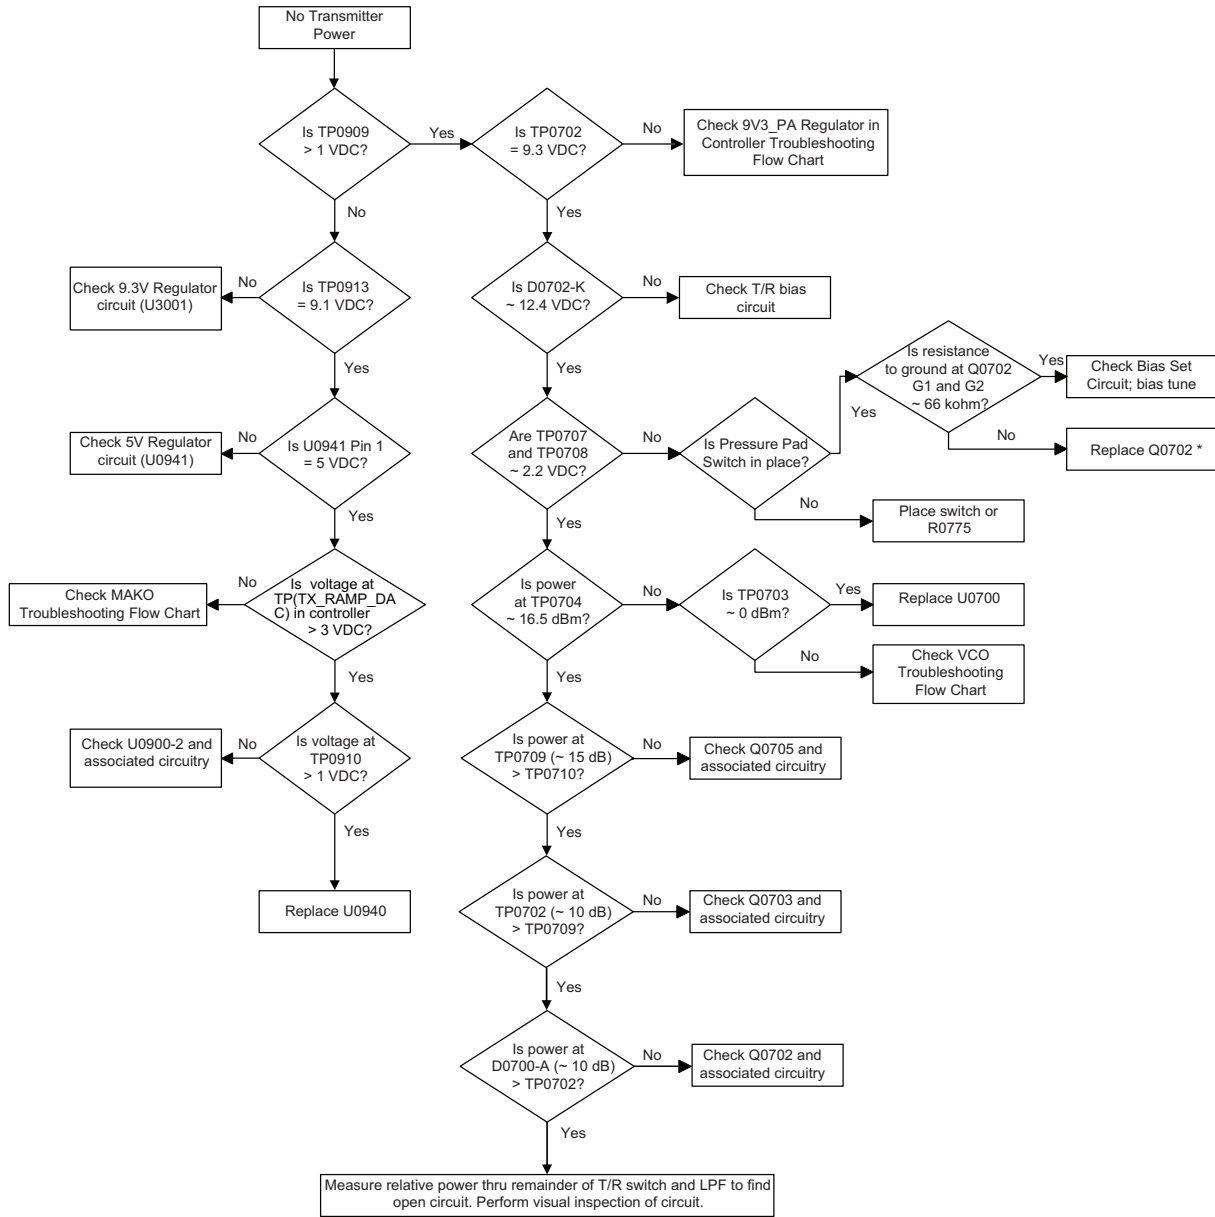 No Transmitter
Power
Is TP0909
> 1 VDC?
Yes
Is TP0702
= 9.3 VDC?
No
Check 9V3_PA Regulator in
Controller Troubleshooting
Flow Chart
No
Yes
Check 9.3V Regulator
circuit (U3001)
No
Is TP0913
= 9.1 VDC?
Is D0702-K
~ 12.4 VDC?
No
Check T/R bias
circuit
Yes
Yes
Is resistance
to ground at Q0702
G1 and G2
~ 66 kohm?
Yes
Check Bias Set
Circuit; bias tune
No
Replace Q0702 *
Check 5V Regulator
circuit (U0941)
No
Is U0941 Pin 1
= 5 VDC?
Are TP0707
and TP0708
~ 2.2 VDC?
No
Is Pressure Pad
Switch in place?
Yes
No
Place switch or
R0775
Yes
Yes
Check MAKO
Troubleshooting Flow Chart
No
Is voltage at
TP(TX_RAMP_DA
C) in controller
> 3 VDC?
Is power
at TP0704
~ 16.5 dBm?
No
Is TP0703
~ 0 dBm?
Yes
Replace U0700
No
Check VCO
Troubleshooting
Flow Chart
Yes
Yes
Check U0900-2 and
associated circuitry
No
Is voltage at
TP0910
> 1 VDC?
Is power at
TP0709 (~ 15 dB)
> TP0710?
No
Check Q0705 and
associated circuitry
Yes
Yes
Replace U0940
Is power at
TP0702 (~ 10 dB)
> TP0709?
No
Check Q0703 and
associated circuitry
Yes
Is power at
D0700-A (~ 10 dB)
> TP0702?
No
Check Q0702 and
associated circuitry
Yes
Measure relative power thru remainder of T/R switch and LPF to find
open circuit. Perform visual inspection of circuit.